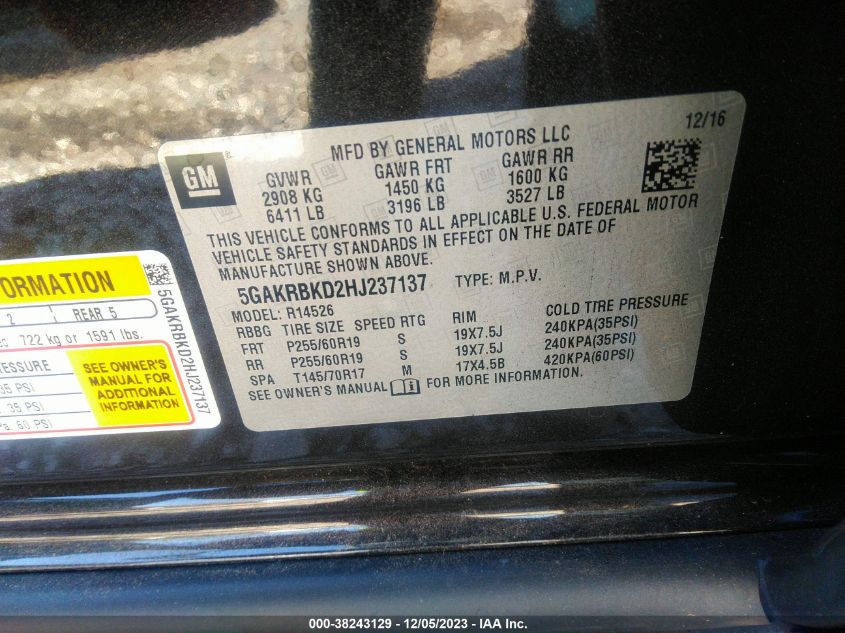 12/16
GM
MFD BY GENERAL MOTORS LLC
GVWR GAWR FRT GAWR RR
2908 KG 1450 KG 1600 KG
6411 LB 3196 LB 3527 LB
THIS VEHICLE CONFORMS TO ALL APPLICABLE U.S. FEDERAL MOTOR
VEHICLE SAFETY STANDARDS IN EFFECT ON THE DATE OF
MANUFACTURE SHOWN ABOVE.
5GAKRBKD2HJ237137 TYPE: M.P.V.
MODEL: R14526
RBBG TIRE SIZE SPEED RTG RIM COLD TIRE PRESSURE
FRT P255/60R19 S 19X7.5J 240KPA(35PSI)
RR P255/60R19 S 19X7.5J 240KPA(35PSI)
SPA T145/70R17 M 17X4.5B 420KPA(60PSI)
SEE OWNER'S MANUAL FOR MORE INFORMATION.
ORMATION
2 REAR 5
722 kg or 1591 lbs.
RESSURE
35 PSI
35 PSI
60 PSI
SEE OWNER'S
MANUAL FOR
ADDITIONAL
INFORMATION
5GAKRBKD2HJ237137
000-38243129 - 12/05/2023 - IAA Inc.